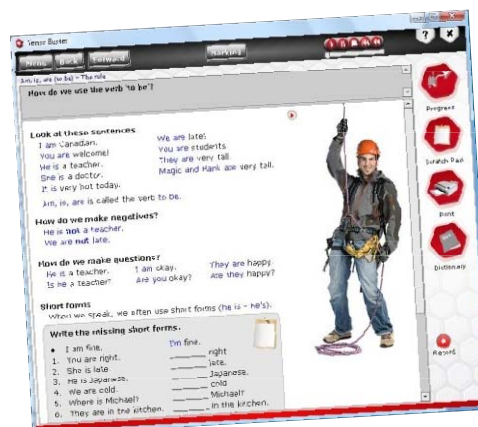 Tense Buster
? X
Menu Back Forward Marking
Am, is, are (to be) – The rule
How do we use the verb 'to be'?
Look at these sentences
I am Canadian. We are late!
You are welcome! You are students.
He is a teacher. They are very tall.
She is a doctor. Magic and Hank are very tall.
It is very hot today.
Am, is, are is called the verb to be.
How do we make negatives?
He is not a teacher.
We are not late.
How do we make questions?
He is a teacher. I am okay. They are happy.
Is he a teacher? Are you okay? Are they happy?
Short forms
When we speak, we often use short forms (he is – he's).
Write the missing short forms.
• I am fine. I'm fine.
1. You are right. _______ right
2. She is late _______ late.
3. He is Japanese. _______ Japanese.
4. We are cold. _______ cold
5. Where is Michael? _______ Michael?
6. They are in the kitchen. _______ in the kitchen.
Progress
Scratch Pad
Print
Dictionary
Record